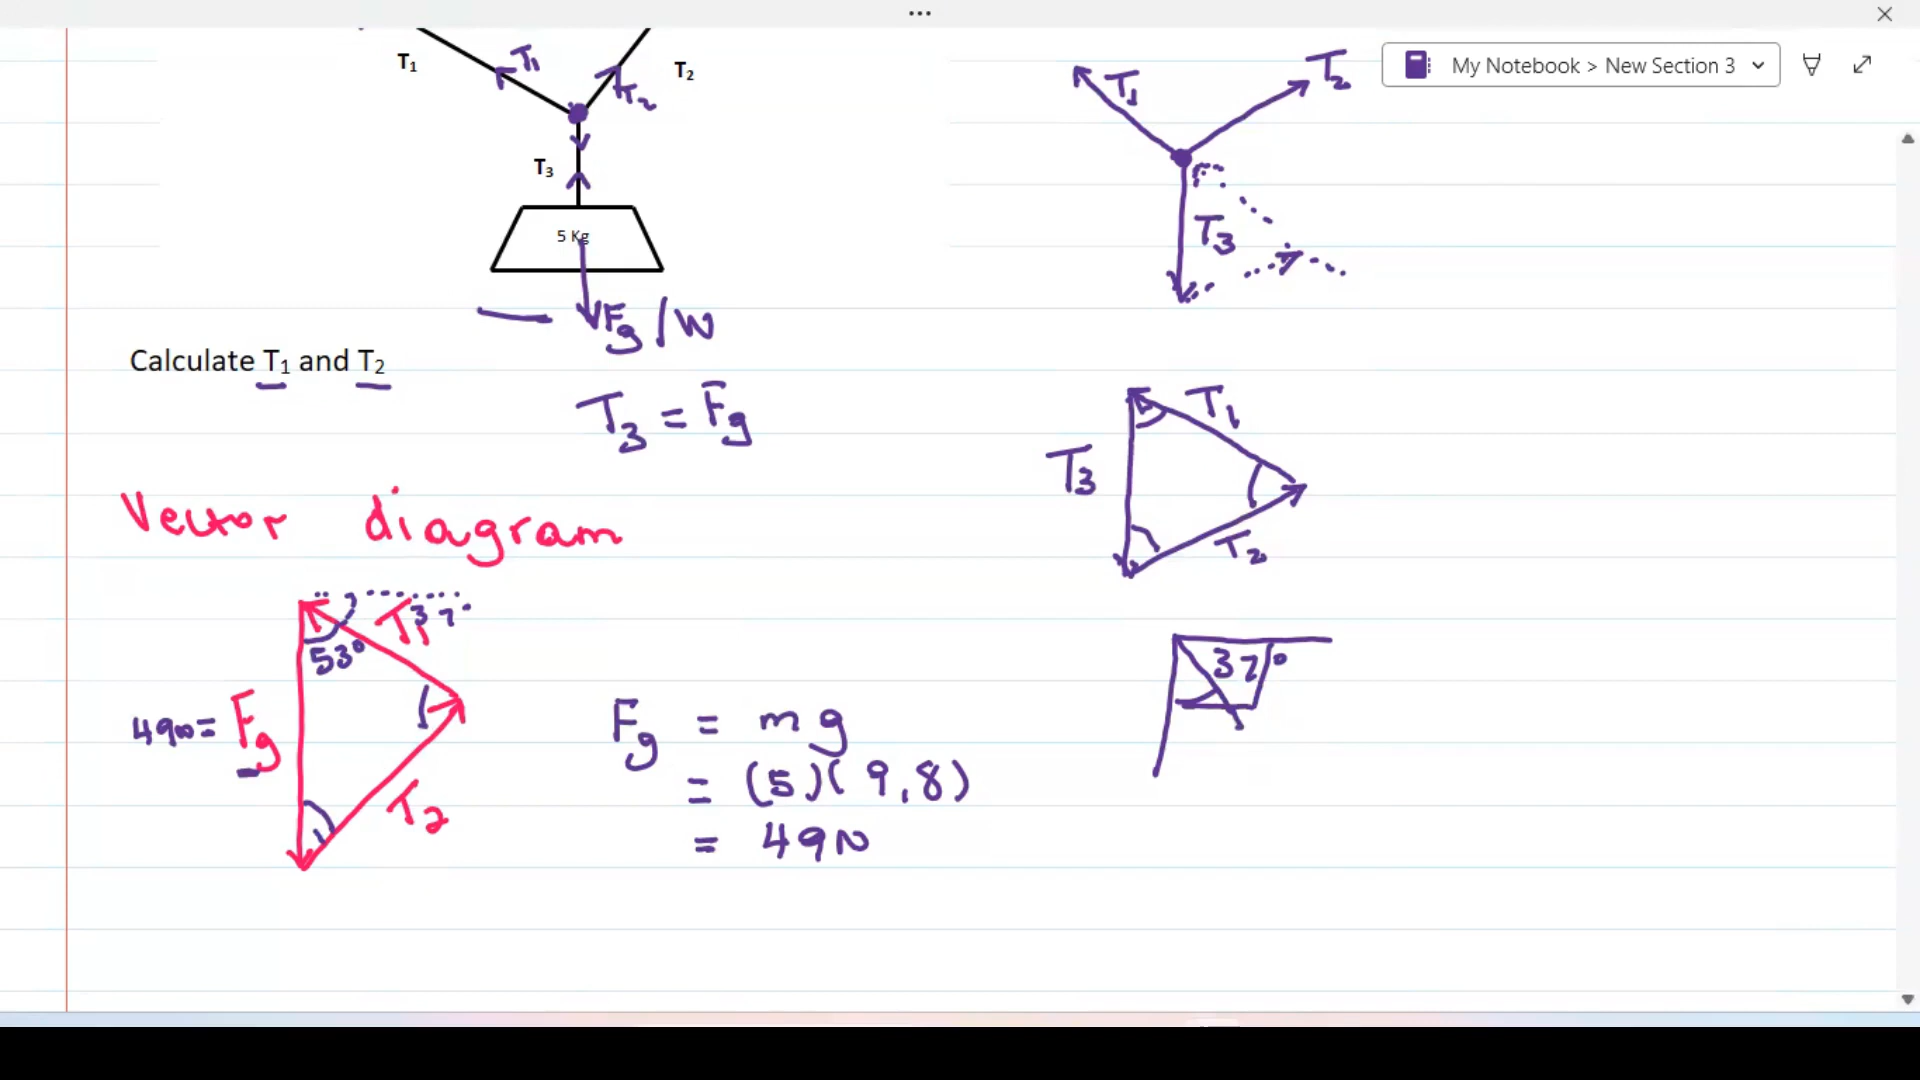 ...
My Notebook > New Section 3
T₁
T₁
T₂
T₂
T₁
T₂
T₃
T₃
5 Kg
Fg / W
Calculate T₁ and T₂
T₃ = Fg
T₁
T₃
T₂
Vector diagram
T₁
37°
53°
49N = Fg
T₂
Fg = mg
= (5)(9,8)
= 49N
37°